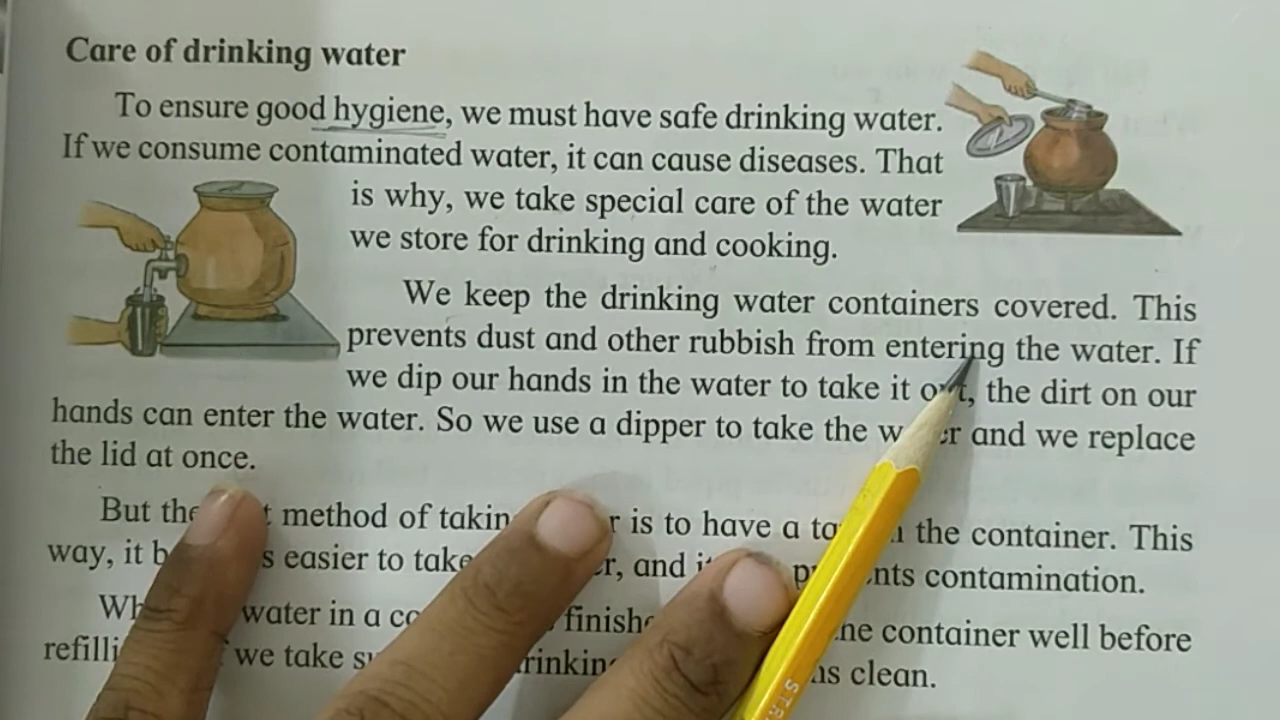 Care of drinking water
To ensure good hygiene, we must have safe drinking water.
If we consume contaminated water, it can cause diseases. That
is why, we take special care of the water
we store for drinking and cooking.
We keep the drinking water containers covered. This
prevents dust and other rubbish from entering the water. If
we dip our hands in the water to take it out, the dirt on our
hands can enter the water. So we use a dipper to take the water and we replace
the lid at once.
But the method of is to have a the container. This
way, it easier to take and contamination.
water in a container well before
we take clean.